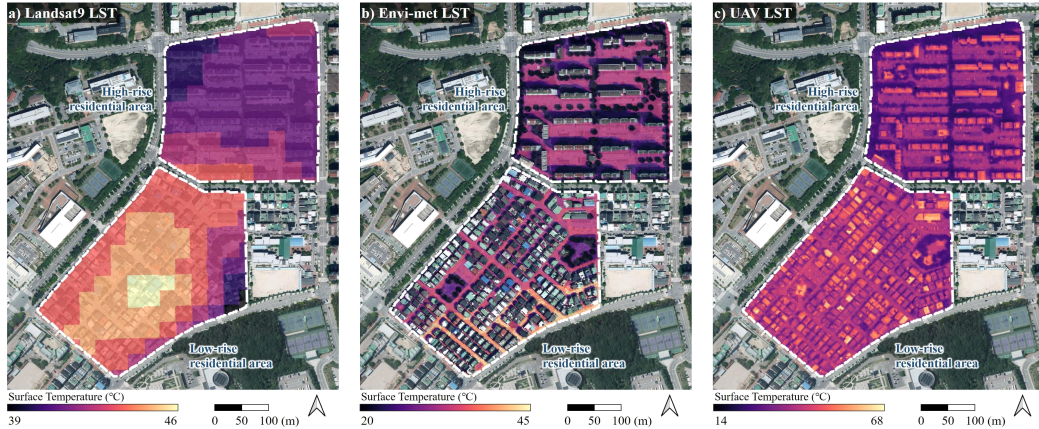 a) Landsat9 LST
High-rise
residential area
Low-rise
residential area
Surface Temperature (℃)
39
46
0
50
100 (m)
b) Envi-met LST
High-rise
residential area
Low-rise
residential area
Surface Temperature (℃)
20
45
0
50
100 (m)
c) UAV LST
High-rise
residential area
Low-rise
residential area
Surface Temperature (℃)
14
68
0
50
100 (m)